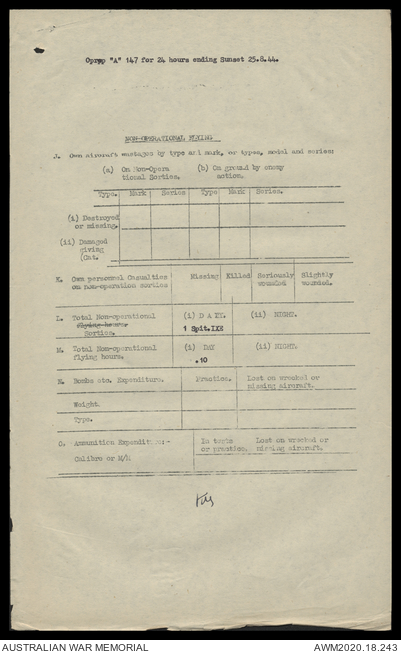 Oprep "A" 147 for 24 hours ending Sunset 25.8.44.
NON-OPERATIONAL FLYING
J. Own aircraft wastages by type and mark, or types, model and series:
(a) On Non-Opera (b) On ground by enemy
tional Sorties. action.
Type. Mark Series Type Mark Series.
(i) Destroyed
or missing.
(ii) Damaged
giving
(Cat.
K. Own personnel Casualties Missing Killed Seriously Slightly
on non-operation sorties wounded wounded.
L. Total Non-operational (i) D A Y. (ii) NIGHT.
flying hours.
Sorties. 1 Spit.IXE
M. Total Non-operational (i) DAY (ii) NIGHT.
flying hours. .10
N. Bombs etc. Expenditure. Practice. Lost on wrecked or
missing aircraft.
Weight.
Type.
O. Ammunition Expenditure:- In tests Lost on wrecked or
or practice. missing aircraft.
Calibre or M/M
AUSTRALIAN WAR MEMORIAL AWM2020.18.243